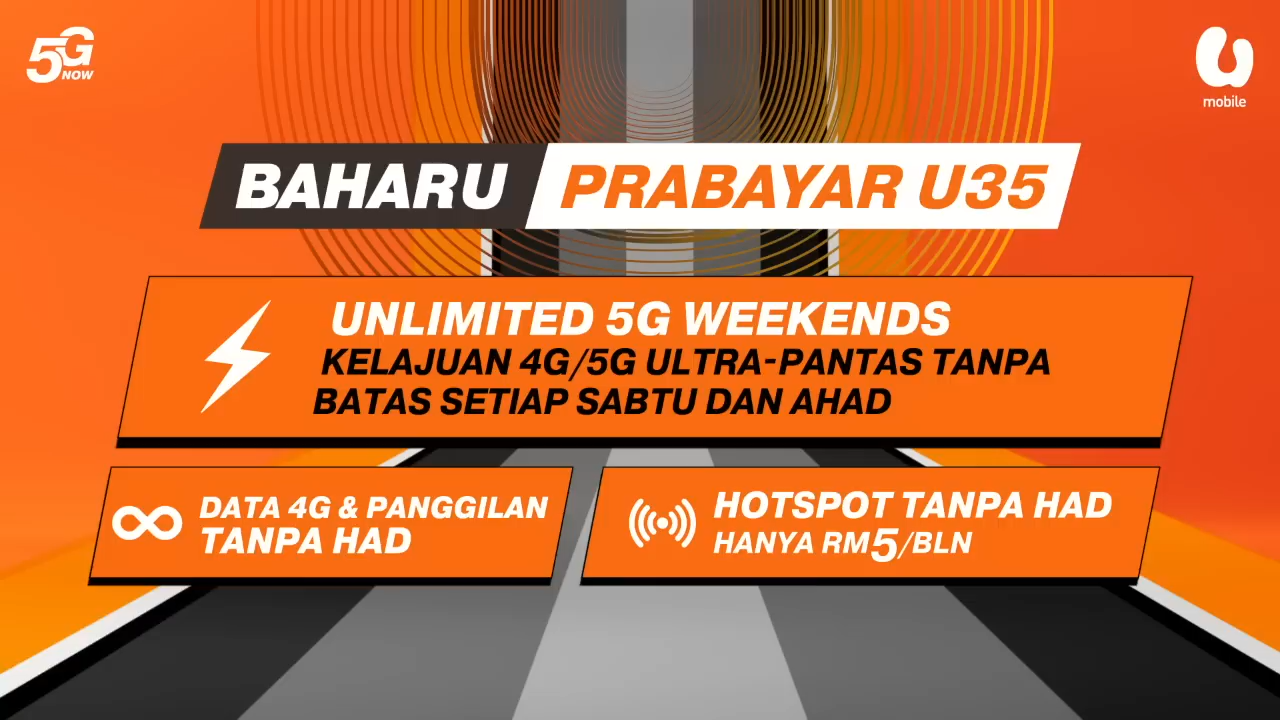 5G NOW
U mobile
BAHARU PRABAYAR U35
UNLIMITED 5G WEEKENDS
KELAJUAN 4G/5G ULTRA-PANTAS TANPA
BATAS SETIAP SABTU DAN AHAD
DATA 4G & PANGGILAN
TANPA HAD
HOTSPOT TANPA HAD
HANYA RM5/BLN